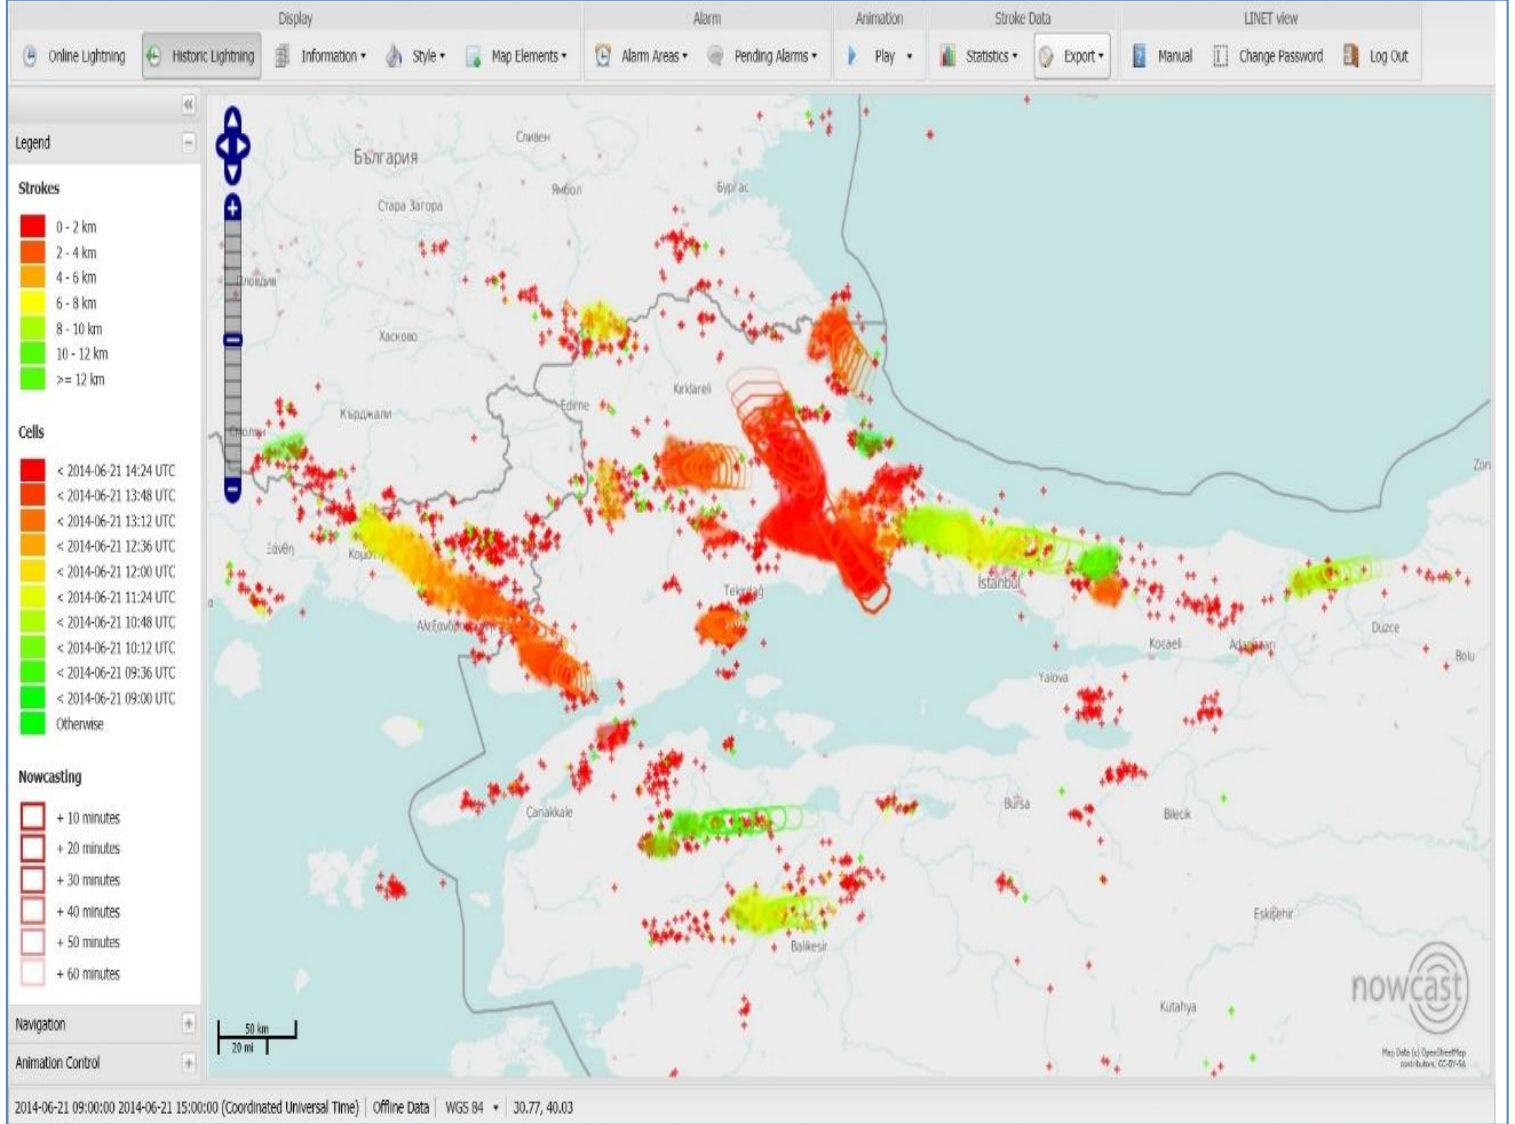 Display Alarm Animation Stroke Data LINET view
Online Lightning Historic Lightning Information Style Map Elements Alarm Areas Pending Alarms Play Statistics Export Manual Change Password Log Out
Legend
Strokes
0 - 2 km
2 - 4 km
4 - 6 km
6 - 8 km
8 - 10 km
10 - 12 km
>= 12 km
Cells
< 2014-06-21 14:24 UTC
< 2014-06-21 13:48 UTC
< 2014-06-21 13:12 UTC
< 2014-06-21 12:36 UTC
< 2014-06-21 12:00 UTC
< 2014-06-21 11:24 UTC
< 2014-06-21 10:48 UTC
< 2014-06-21 10:12 UTC
< 2014-06-21 09:36 UTC
< 2014-06-21 09:00 UTC
Otherwise
Nowcasting
+ 10 minutes
+ 20 minutes
+ 30 minutes
+ 40 minutes
+ 50 minutes
+ 60 minutes
Navigation
Animation Control
Сливен
България
Ямбол
Бургас
Стара Загора
Пловдив
Хасково
Kırklareli
Edirne
Кърджали
Zon
Ξάνθη
İstanbul
Tekirdağ
Düzce
Kocaeli
Bolu
Yalova
Çanakkale
Bursa
Bilecik
Eskişehir
Balıkesir
Kütahya
nowcast
50 km
20 mi
Map Data (c) OpenStreetMap
contributors, CC-BY-SA
2014-06-21 09:00:00 2014-06-21 15:00:00 (Coordinated Universal Time) Offline Data WGS 84 30.77, 40.03